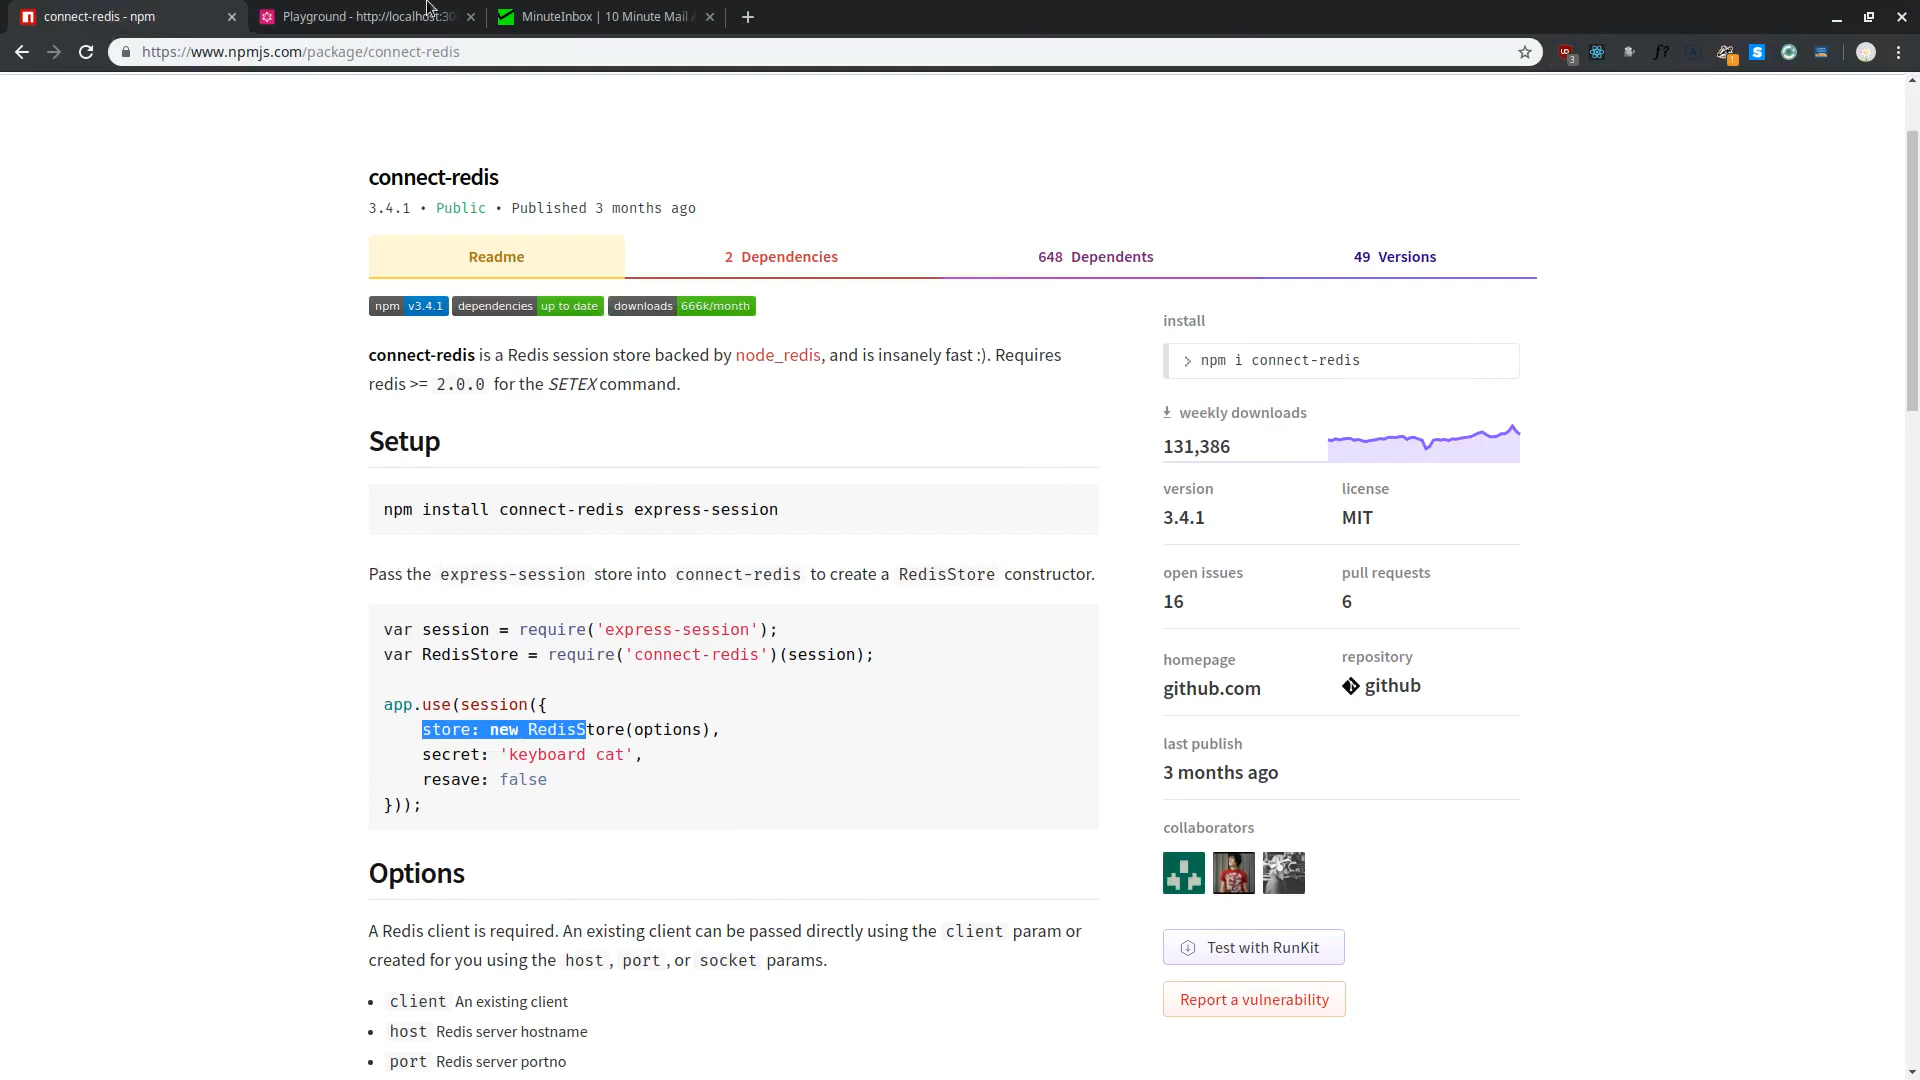 connect-redis - npm
Playground - http://localhost:30
MinuteInbox | 10 Minute Mail
https://www.npmjs.com/package/connect-redis
connect-redis
3.4.1 • Public • Published 3 months ago
Readme
2 Dependencies
648 Dependents
49 Versions
npm v3.4.1 dependencies up to date downloads 666k/month
connect-redis is a Redis session store backed by node_redis, and is insanely fast :). Requires
redis >= 2.0.0 for the SETEX command.
Setup
npm install connect-redis express-session
Pass the express-session store into connect-redis to create a RedisStore constructor.
var session = require('express-session');
var RedisStore = require('connect-redis')(session);
app.use(session({
store: new RedisStore(options),
secret: 'keyboard cat',
resave: false
}));
Options
A Redis client is required. An existing client can be passed directly using the client param or
created for you using the host, port, or socket params.
• client An existing client
• host Redis server hostname
• port Redis server portno
install
npm i connect-redis
weekly downloads
131,386
version
3.4.1
license
MIT
open issues
16
pull requests
6
homepage
github.com
repository
github
last publish
3 months ago
collaborators
Test with RunKit
Report a vulnerability